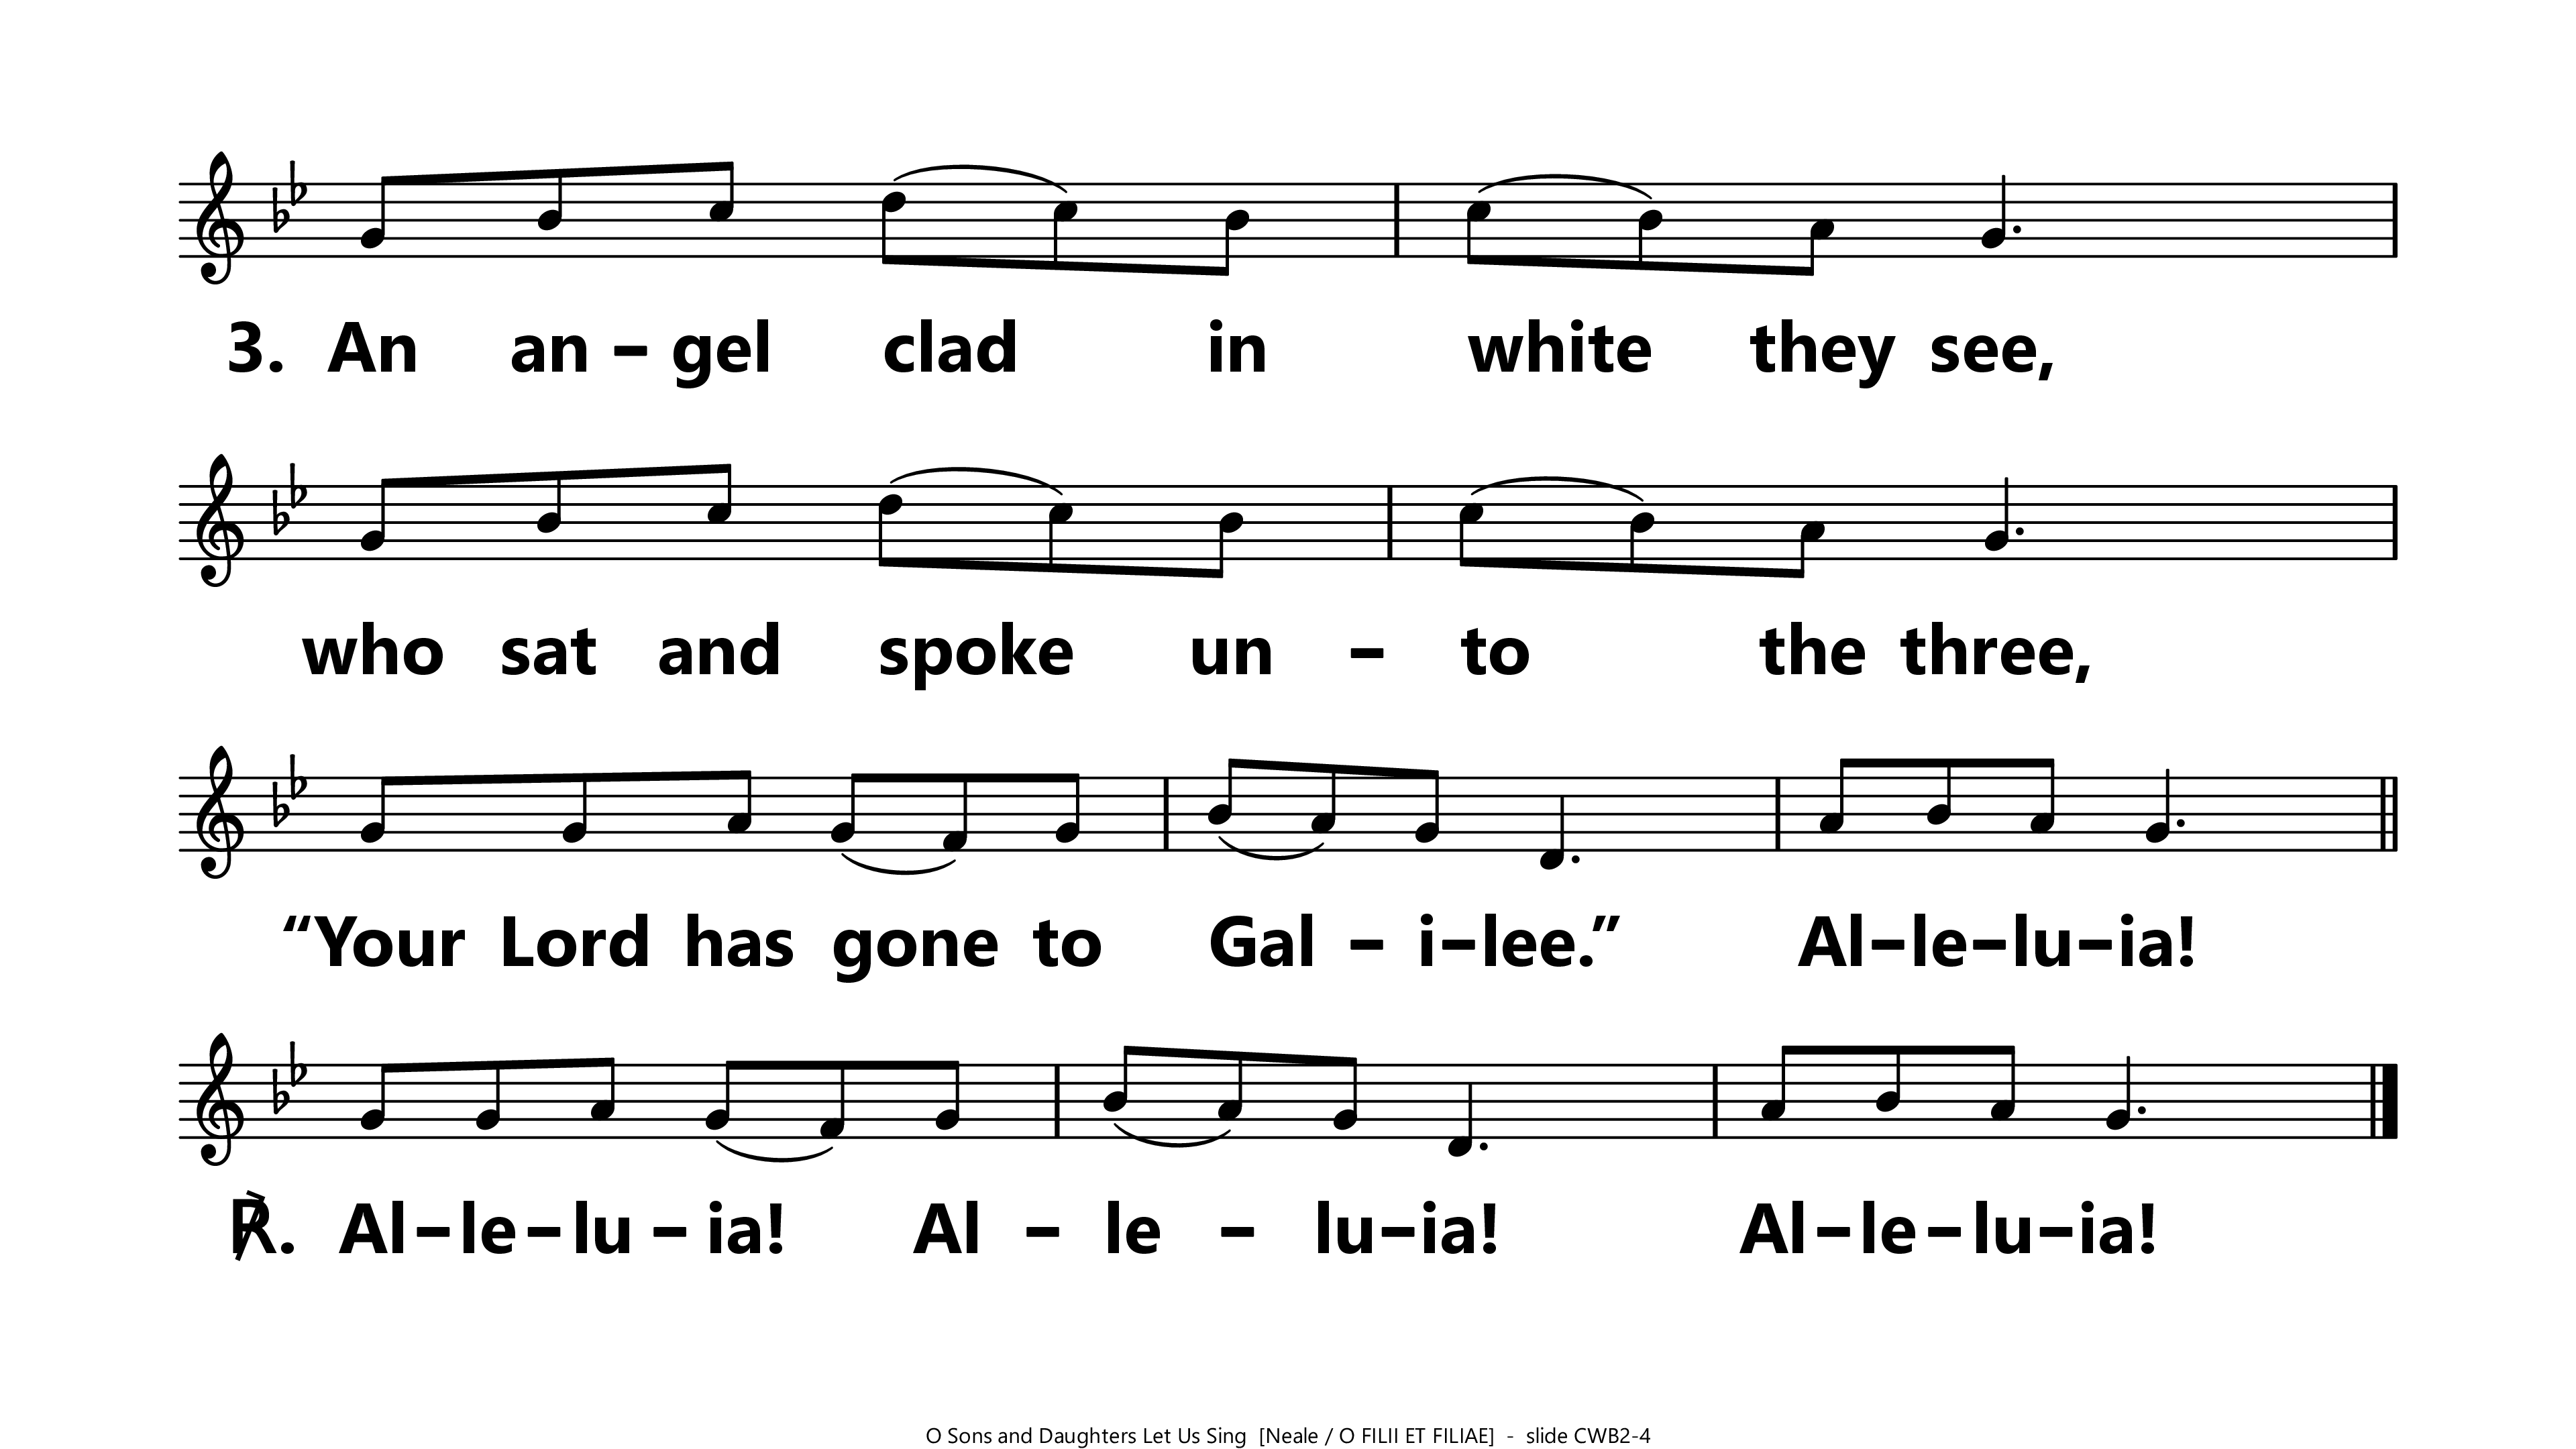 3. An an – gel clad in white they see,
who sat and spoke un – to the three,
“Your Lord has gone to Gal – i–lee.” Al–le–lu–ia!
℟. Al–le–lu – ia! Al – le – lu–ia! Al–le–lu–ia!
O Sons and Daughters Let Us Sing [Neale / O FILII ET FILIAE] - slide CWB2-4